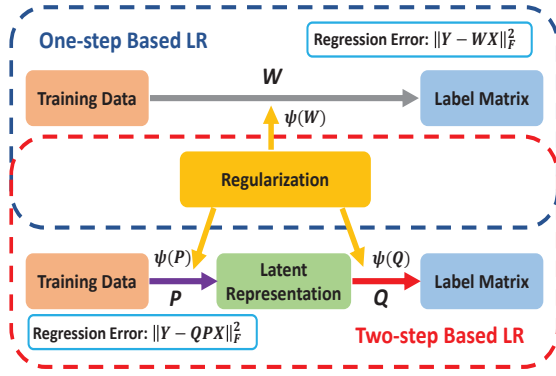 One-step Based LR
Regression Error: ‖Y − WX‖²_F
W
Training Data
Label Matrix
ψ(W)
Regularization
ψ(P)
ψ(Q)
Training Data
Latent
Representation
Label Matrix
P
Q
Regression Error: ‖Y − QPX‖²_F
Two-step Based LR